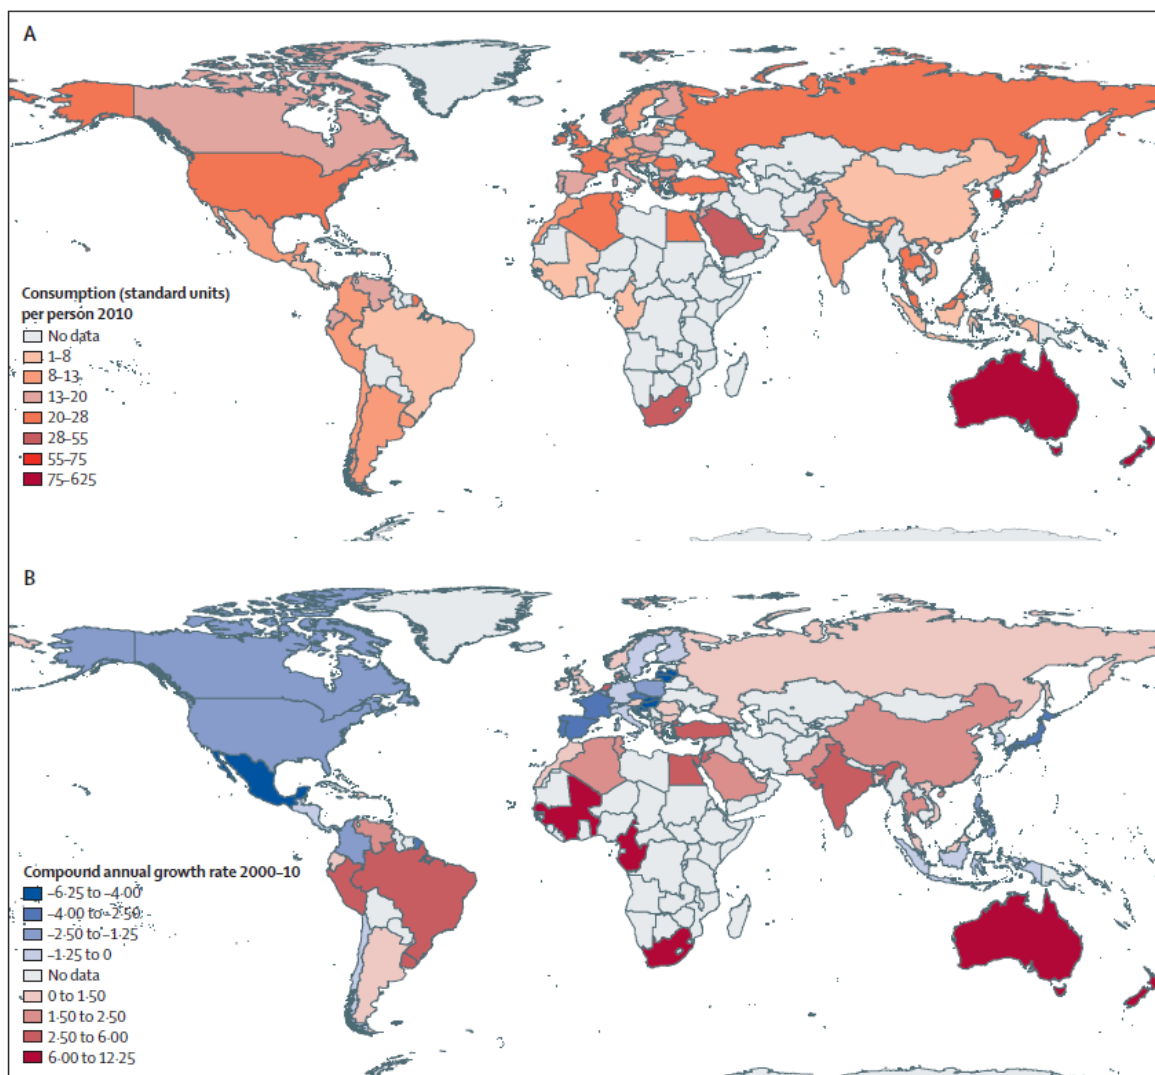 A
Consumption (standard units)
per person 2010
No data
1–8
8–13
13–20
20–28
28–55
55–75
75–625
B
Compound annual growth rate 2000–10
–6·25 to –4·00
–4·00 to –2·50
–2·50 to –1·25
–1·25 to 0
No data
0 to 1·50
1·50 to 2·50
2·50 to 6·00
6·00 to 12·25